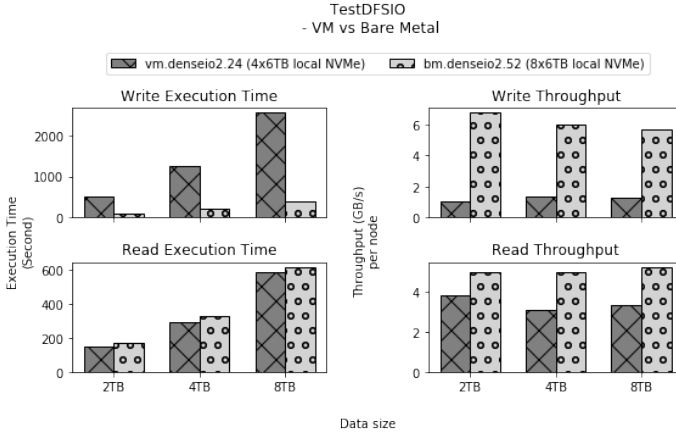 TestDFSIO
- VM vs Bare Metal
vm.denseio2.24 (4x6TB local NVMe)
bm.denseio2.52 (8x6TB local NVMe)
Write Execution Time
2000
1000
0
Write Throughput
6
4
2
0
Execution Time
(Second)
Throughput (GB/s)
per node
Read Execution Time
600
400
200
0
2TB
4TB
8TB
Read Throughput
4
2
0
2TB
4TB
8TB
Data size